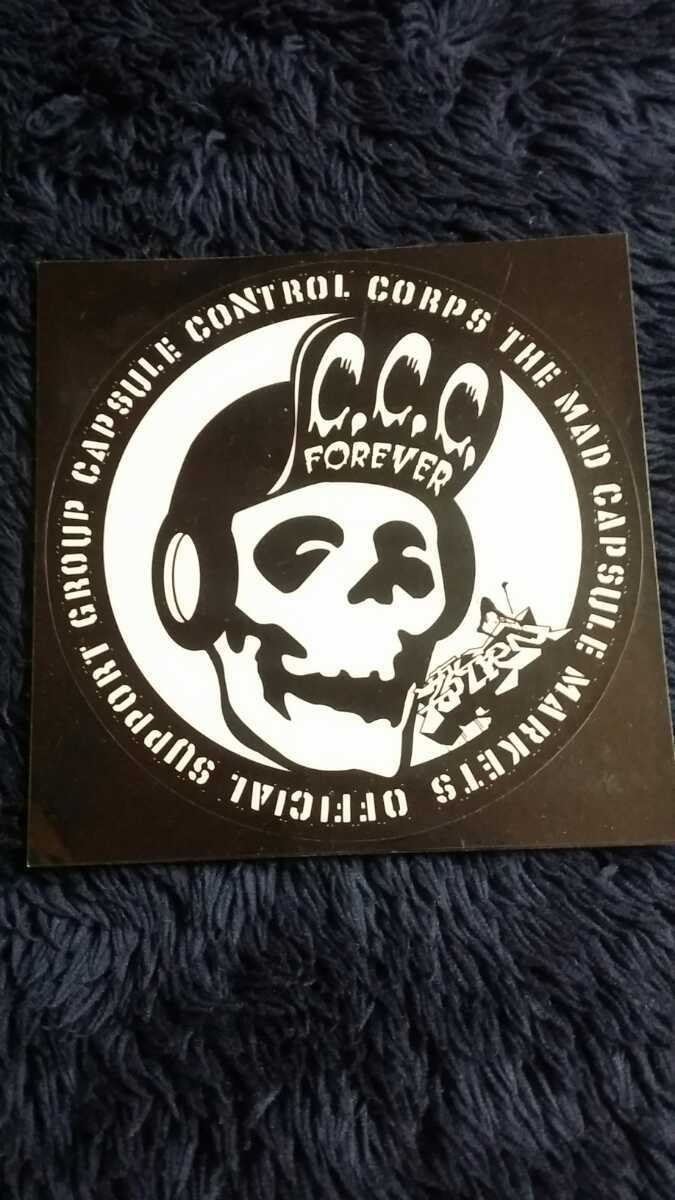 CAPSULE CONTROL CORPS THE MAD CAPSULE MARKETS OFFICIAL SUPPORT GROUP
C.C.C.
FOREVER